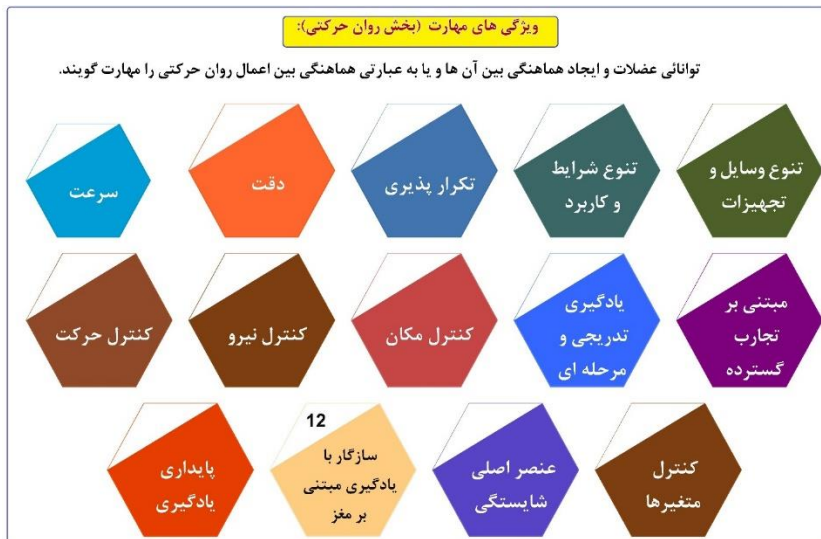 ویژگی های مهارت (بخش روان حرکتی):
توانائی عضلات و ایجاد هماهنگی بین آن ها و یا به عبارتی هماهنگی بین اعمال روان حرکتی را مهارت گویند.
تنوع وسایل و
تجهیزات
تنوع شرایط
و کاربرد
تکرار پذیری
دقت
سرعت
مبتنی بر
تجارب
گسترده
یادگیری
تدریجی و
مرحله ای
کنترل مکان
کنترل نیرو
کنترل حرکت
کنترل
متغیرها
عنصر اصلی
شایستگی
12
سازگار با
یادگیری مبتنی
بر مغز
پایداری
یادگیری